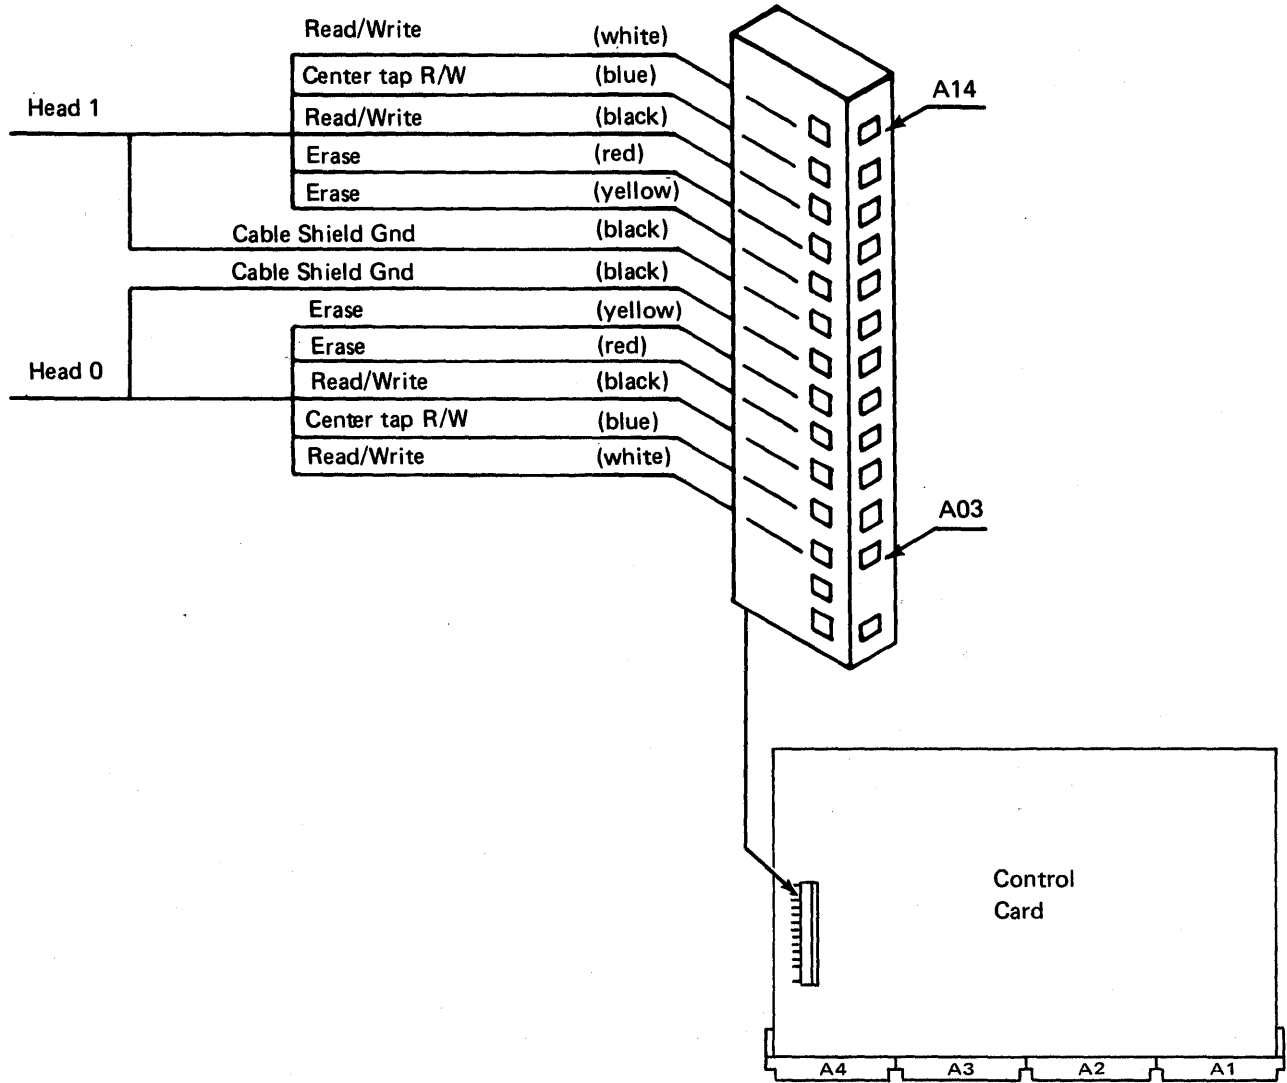 Read/Write (white)
Center tap R/W (blue)
A14
Head 1
Read/Write (black)
Erase (red)
Erase (yellow)
Cable Shield Gnd (black)
Cable Shield Gnd (black)
Erase (yellow)
Erase (red)
Head 0
Read/Write (black)
Center tap R/W (blue)
Read/Write (white)
A03
Control
Card
A4 A3 A2 A1